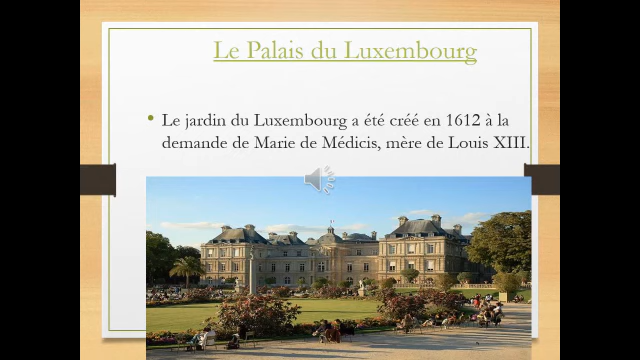 Le Palais du Luxembourg
• Le jardin du Luxembourg a été créé en 1612 à la
demande de Marie de Médicis, mère de Louis XIII.